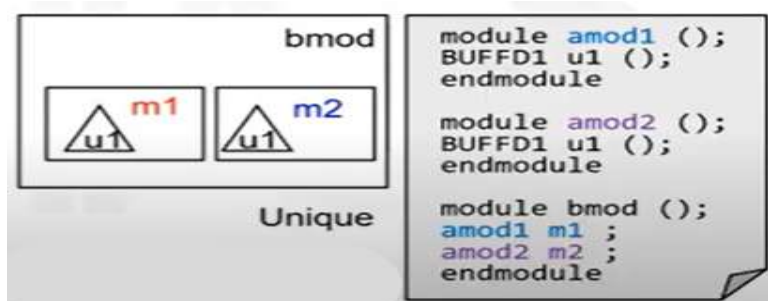 bmod
m1
m2
u1
u1
Unique
module amod1 ();
BUFFD1 u1 ();
endmodule
module amod2 ();
BUFFD1 u1 ();
endmodule
module bmod ();
amod1 m1 ;
amod2 m2 ;
endmodule